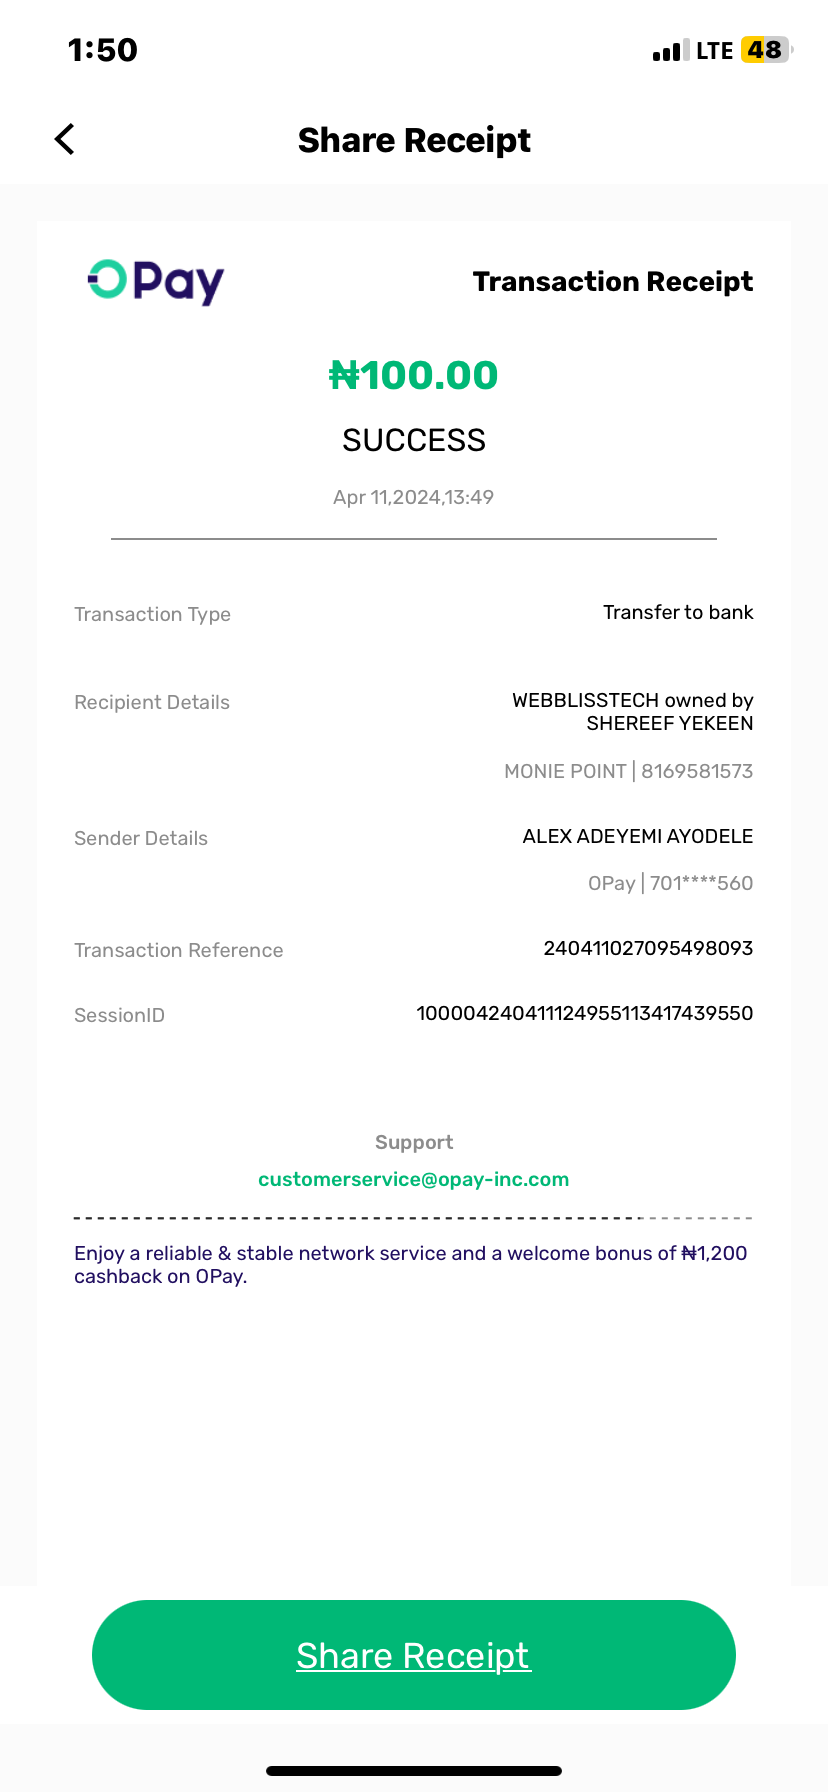 1:50
LTE 48
Share Receipt
OPay
Transaction Receipt
₦100.00
SUCCESS
Apr 11,2024,13:49
Transaction Type
Transfer to bank
Recipient Details
WEBBLISSTECH owned by
SHEREEF YEKEEN
MONIE POINT | 8169581573
Sender Details
ALEX ADEYEMI AYODELE
OPay | 701****560
Transaction Reference
240411027095498093
SessionID
100004240411124955113417439550
Support
customerservice@opay-inc.com
Enjoy a reliable & stable network service and a welcome bonus of ₦1,200
cashback on OPay.
Share Receipt